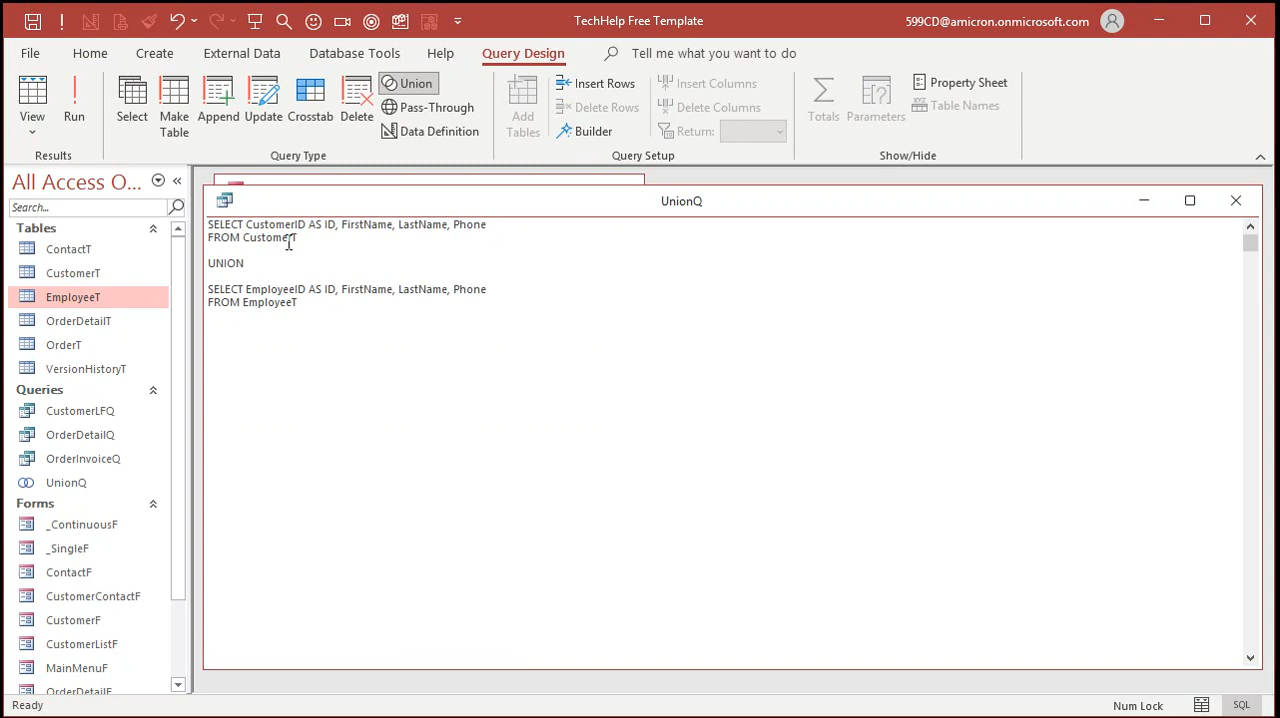 TechHelp Free Template
599CD@amicron.onmicrosoft.com
File Home Create External Data Database Tools Help Query Design Tell me what you want to do
View Run Select Make Table Append Update Crosstab Delete
Union
Pass-Through
Data Definition
Add Tables
Insert Rows
Delete Rows
Builder
Insert Columns
Delete Columns
Return:
Totals Parameters
Property Sheet
Table Names
Results Query Type Query Setup Show/Hide
All Access O...
Search...
Tables
ContactT
CustomerT
EmployeeT
OrderDetailT
OrderT
VersionHistoryT
Queries
CustomerLFQ
OrderDetailQ
OrderInvoiceQ
UnionQ
Forms
_ContinuousF
_SingleF
ContactF
CustomerContactF
CustomerF
CustomerListF
MainMenuF
OrderDetailF
UnionQ
SELECT CustomerID AS ID, FirstName, LastName, Phone
FROM CustomerT
UNION
SELECT EmployeeID AS ID, FirstName, LastName, Phone
FROM EmployeeT
Ready
Num Lock
SQL